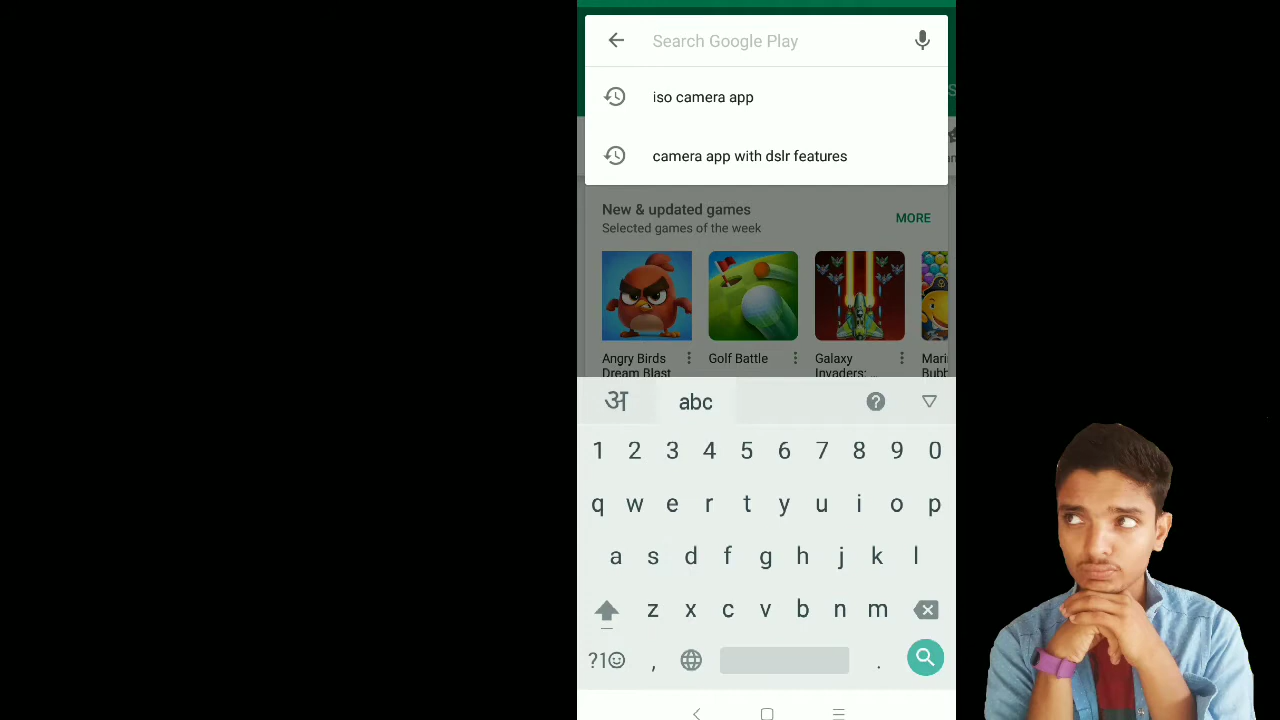 Search Google Play
iso camera app
camera app with dslr features
New & updated games
Selected games of the week
MORE
Angry Birds
Dream Blast
Golf Battle
Galaxy
Invaders: ...
अ abc
1 2 3 4 5 6 7 8 9 0
q w e r t y u i o p
a s d f g h j k l
z x c v b n m
?1☺ , .